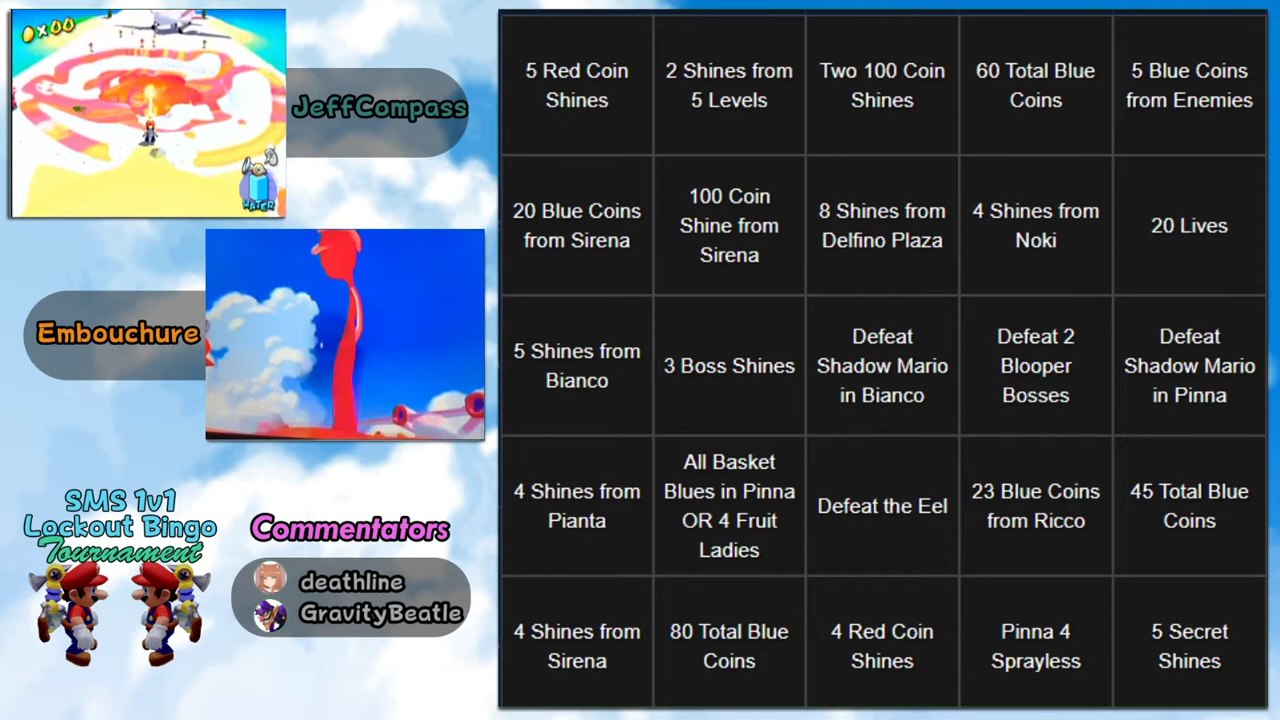 ×00
WATER
JeffCompass
Embouchure
SMS 1v1
Lockout Bingo
Tournament
Commentators
deathline
GravityBeatle
5 Red Coin
Shines
2 Shines from
5 Levels
Two 100 Coin
Shines
60 Total Blue
Coins
5 Blue Coins
from Enemies
20 Blue Coins
from Sirena
100 Coin
Shine from
Sirena
8 Shines from
Delfino Plaza
4 Shines from
Noki
20 Lives
5 Shines from
Bianco
3 Boss Shines
Defeat
Shadow Mario
in Bianco
Defeat 2
Blooper
Bosses
Defeat
Shadow Mario
in Pinna
4 Shines from
Pianta
All Basket
Blues in Pinna
OR 4 Fruit
Ladies
Defeat the Eel
23 Blue Coins
from Ricco
45 Total Blue
Coins
4 Shines from
Sirena
80 Total Blue
Coins
4 Red Coin
Shines
Pinna 4
Sprayless
5 Secret
Shines